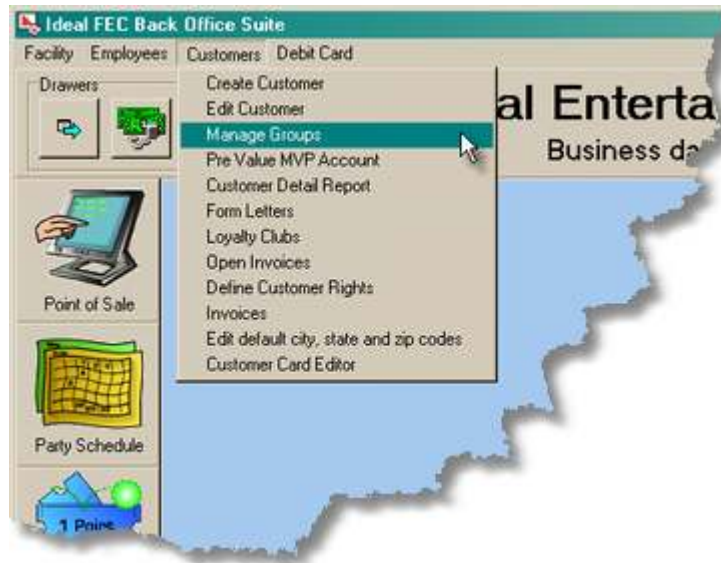 Ideal FEC Back Office Suite
Facility Employees Customers Debit Card
Drawers
Create Customer
Edit Customer
Manage Groups
Pre Value MVP Account
Customer Detail Report
Form Letters
Loyalty Clubs
Open Invoices
Define Customer Rights
Invoices
Edit default city, state and zip codes
Customer Card Editor
al Enterta
Business da
Point of Sale
Party Schedule
1 Point